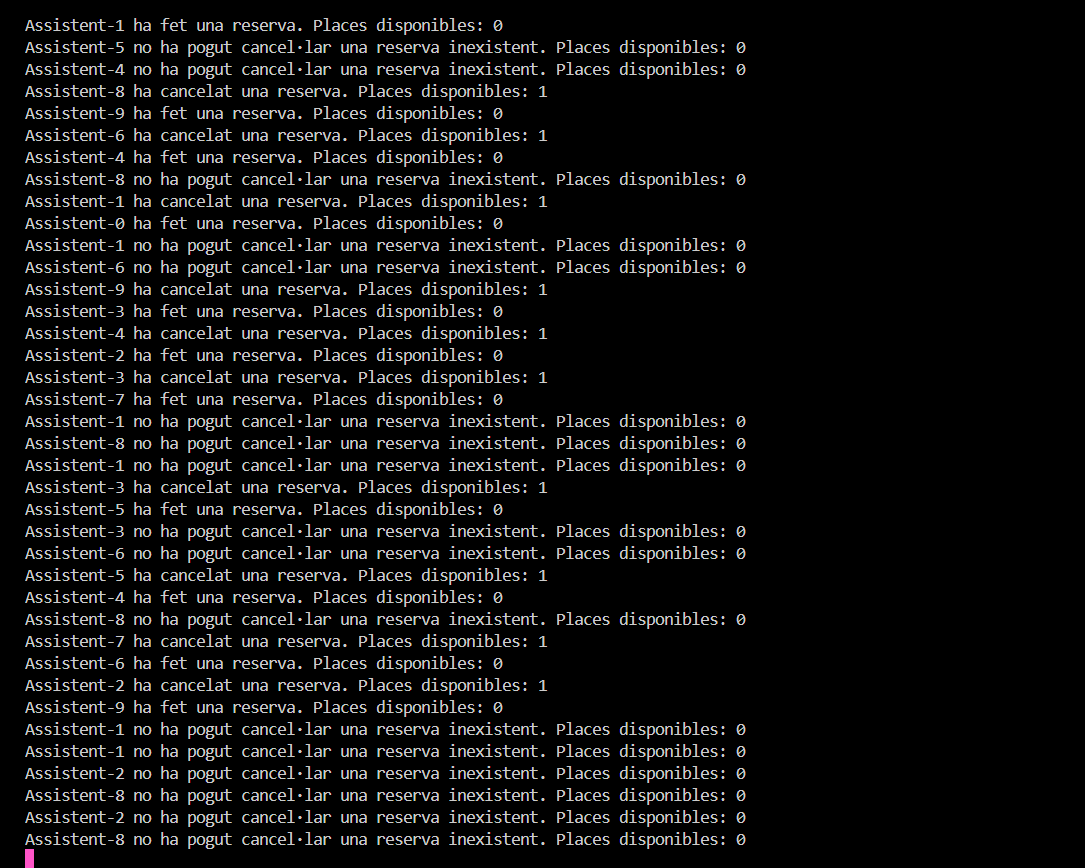 Assistent-1 ha fet una reserva. Places disponibles: 0
Assistent-5 no ha pogut cancel·lar una reserva inexistent. Places disponibles: 0
Assistent-4 no ha pogut cancel·lar una reserva inexistent. Places disponibles: 0
Assistent-8 ha cancelat una reserva. Places disponibles: 1
Assistent-9 ha fet una reserva. Places disponibles: 0
Assistent-6 ha cancelat una reserva. Places disponibles: 1
Assistent-4 ha fet una reserva. Places disponibles: 0
Assistent-8 no ha pogut cancel·lar una reserva inexistent. Places disponibles: 0
Assistent-1 ha cancelat una reserva. Places disponibles: 1
Assistent-0 ha fet una reserva. Places disponibles: 0
Assistent-1 no ha pogut cancel·lar una reserva inexistent. Places disponibles: 0
Assistent-6 no ha pogut cancel·lar una reserva inexistent. Places disponibles: 0
Assistent-9 ha cancelat una reserva. Places disponibles: 1
Assistent-3 ha fet una reserva. Places disponibles: 0
Assistent-4 ha cancelat una reserva. Places disponibles: 1
Assistent-2 ha fet una reserva. Places disponibles: 0
Assistent-3 ha cancelat una reserva. Places disponibles: 1
Assistent-7 ha fet una reserva. Places disponibles: 0
Assistent-1 no ha pogut cancel·lar una reserva inexistent. Places disponibles: 0
Assistent-8 no ha pogut cancel·lar una reserva inexistent. Places disponibles: 0
Assistent-1 no ha pogut cancel·lar una reserva inexistent. Places disponibles: 0
Assistent-3 ha cancelat una reserva. Places disponibles: 1
Assistent-5 ha fet una reserva. Places disponibles: 0
Assistent-3 no ha pogut cancel·lar una reserva inexistent. Places disponibles: 0
Assistent-6 no ha pogut cancel·lar una reserva inexistent. Places disponibles: 0
Assistent-5 ha cancelat una reserva. Places disponibles: 1
Assistent-4 ha fet una reserva. Places disponibles: 0
Assistent-8 no ha pogut cancel·lar una reserva inexistent. Places disponibles: 0
Assistent-7 ha cancelat una reserva. Places disponibles: 1
Assistent-6 ha fet una reserva. Places disponibles: 0
Assistent-2 ha cancelat una reserva. Places disponibles: 1
Assistent-9 ha fet una reserva. Places disponibles: 0
Assistent-1 no ha pogut cancel·lar una reserva inexistent. Places disponibles: 0
Assistent-1 no ha pogut cancel·lar una reserva inexistent. Places disponibles: 0
Assistent-2 no ha pogut cancel·lar una reserva inexistent. Places disponibles: 0
Assistent-8 no ha pogut cancel·lar una reserva inexistent. Places disponibles: 0
Assistent-2 no ha pogut cancel·lar una reserva inexistent. Places disponibles: 0
Assistent-8 no ha pogut cancel·lar una reserva inexistent. Places disponibles: 0